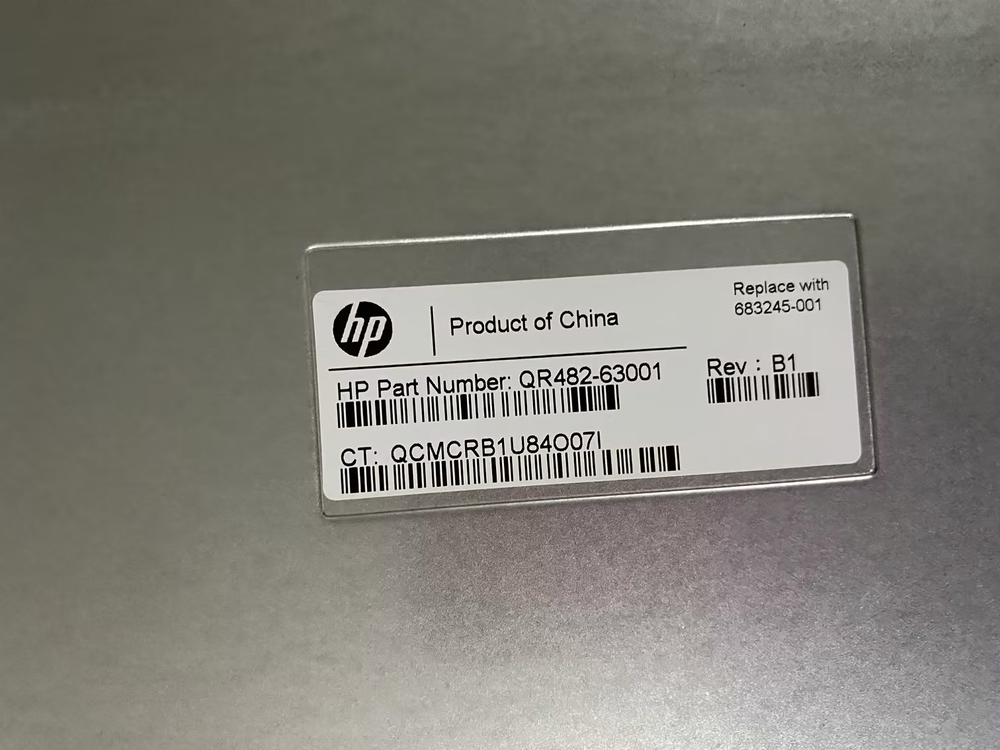 hp
Product of China
Replace with
683245-001
HP Part Number: QR482-63001
Rev : B1
CT: QCMCRB1U84O07I